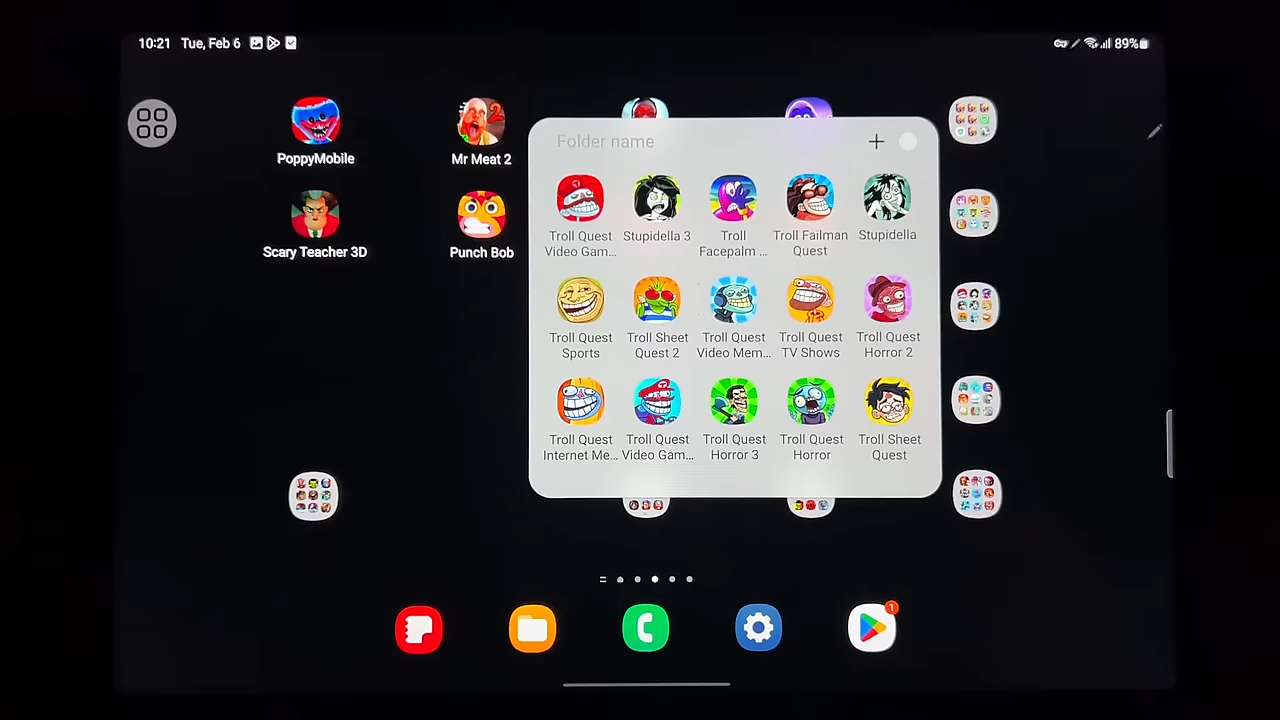 10:21 Tue, Feb 6
89%
PoppyMobile
Mr Meat 2
2
Scary Teacher 3D
Punch Bob
Folder name
Troll Quest
Video Gam...
Stupidella 3
Troll
Facepalm ...
Troll Failman
Quest
Stupidella
Troll Quest
Sports
Troll Sheet
Quest 2
Troll Quest
Video Mem...
Troll Quest
TV Shows
Troll Quest
Horror 2
Troll Quest
Internet Me...
Troll Quest
Video Gam...
Troll Quest
Horror 3
Troll Quest
Horror
Troll Sheet
Quest
1